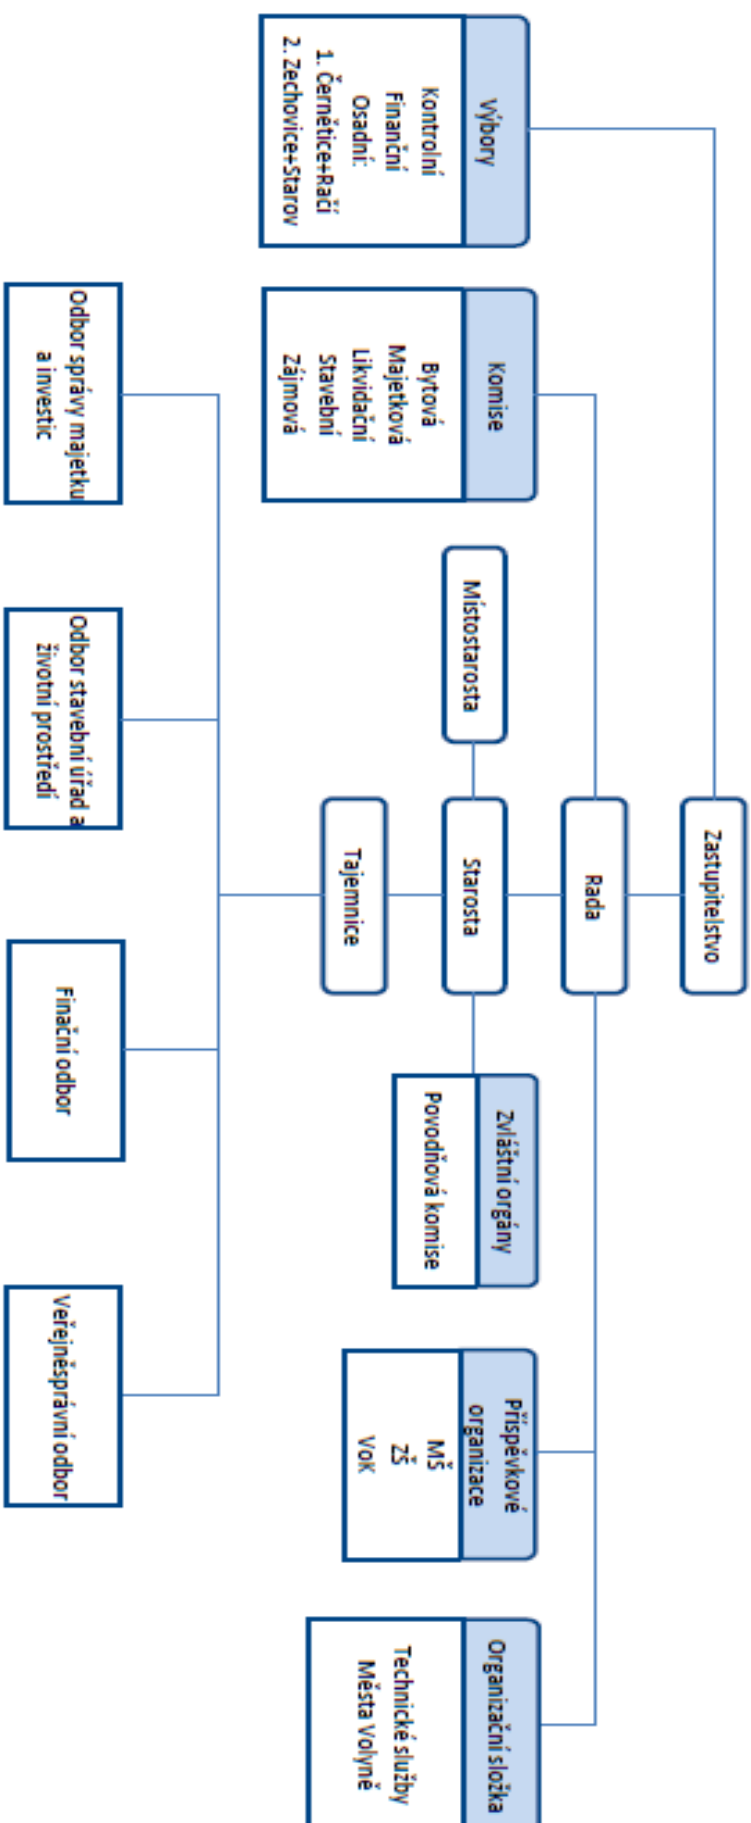 Zastupitelstvo
Rada
Starosta
Místostarosta
Tajemnice
Výbory
Kontrolní
Finanční
Osadní:
1. Černětice+Račí
2. Zechovice+Starov
Komise
Bytová
Majetková
Likvidační
Stavební
Zájmová
Zvláštní orgány
Povodňová komise
Příspěvkové
organizace
MŠ
ZŠ
VoK
Organizační složka
Technické služby
Města Volyně
Odbor správy majetku
a investic
Odbor stavební úřad a
životní prostředí
Finační odbor
Veřejněsprávní odbor